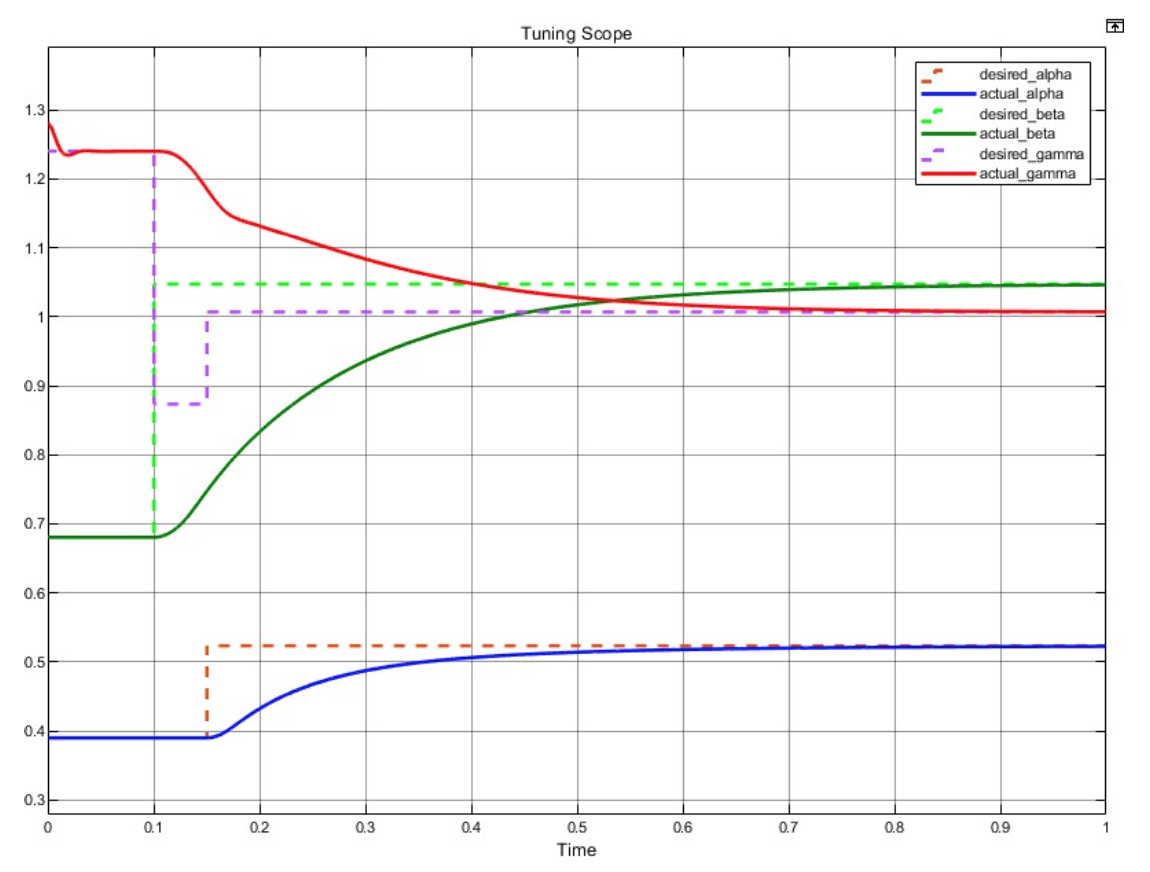 Tuning Scope
desired_alpha
actual_alpha
desired_beta
actual_beta
desired_gamma
actual_gamma
1.3
1.2
1.1
1
0.9
0.8
0.7
0.6
0.5
0.4
0.3
0 0.1 0.2 0.3 0.4 0.5 0.6 0.7 0.8 0.9 1
Time